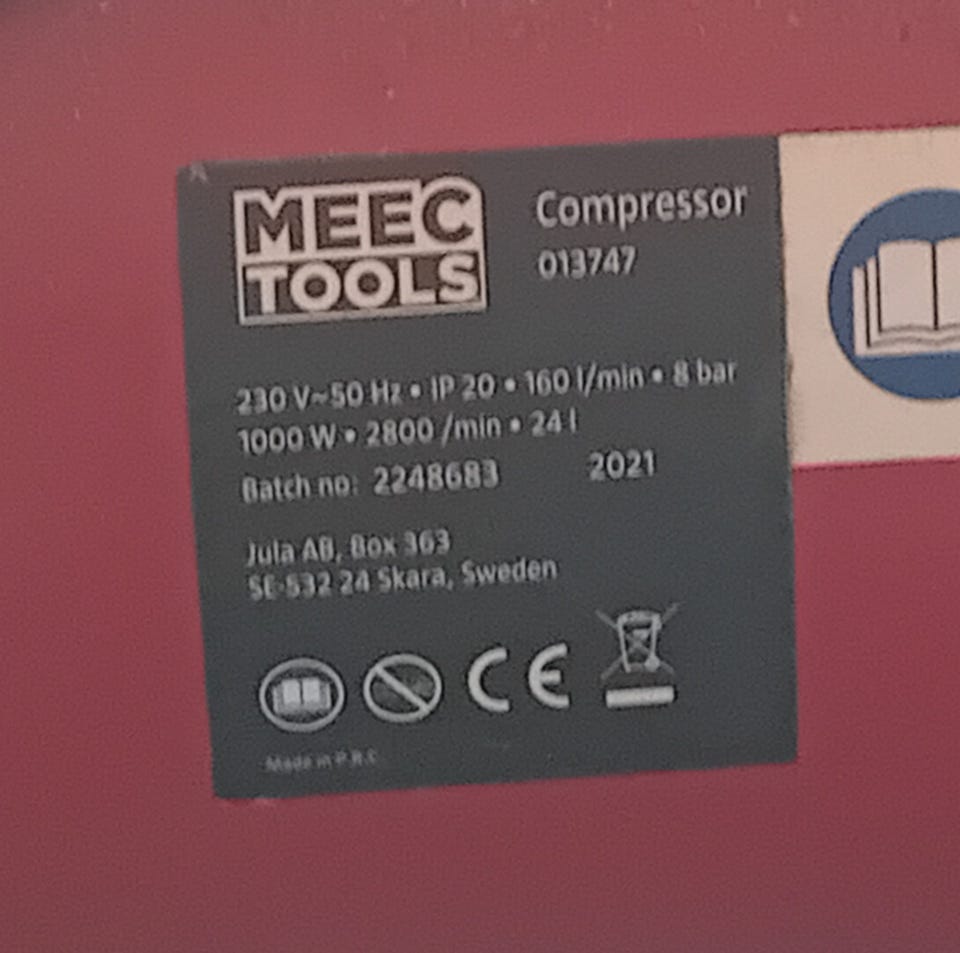 MEEC
TOOLS
Compressor
013747
230 V~50 Hz • IP 20 • 160 l/min • 8 bar
1000 W • 2800 /min • 24 l
Batch no: 2248683 2021
Jula AB, Box 363
SE-532 24 Skara, Sweden
CE
Made in P.R.C